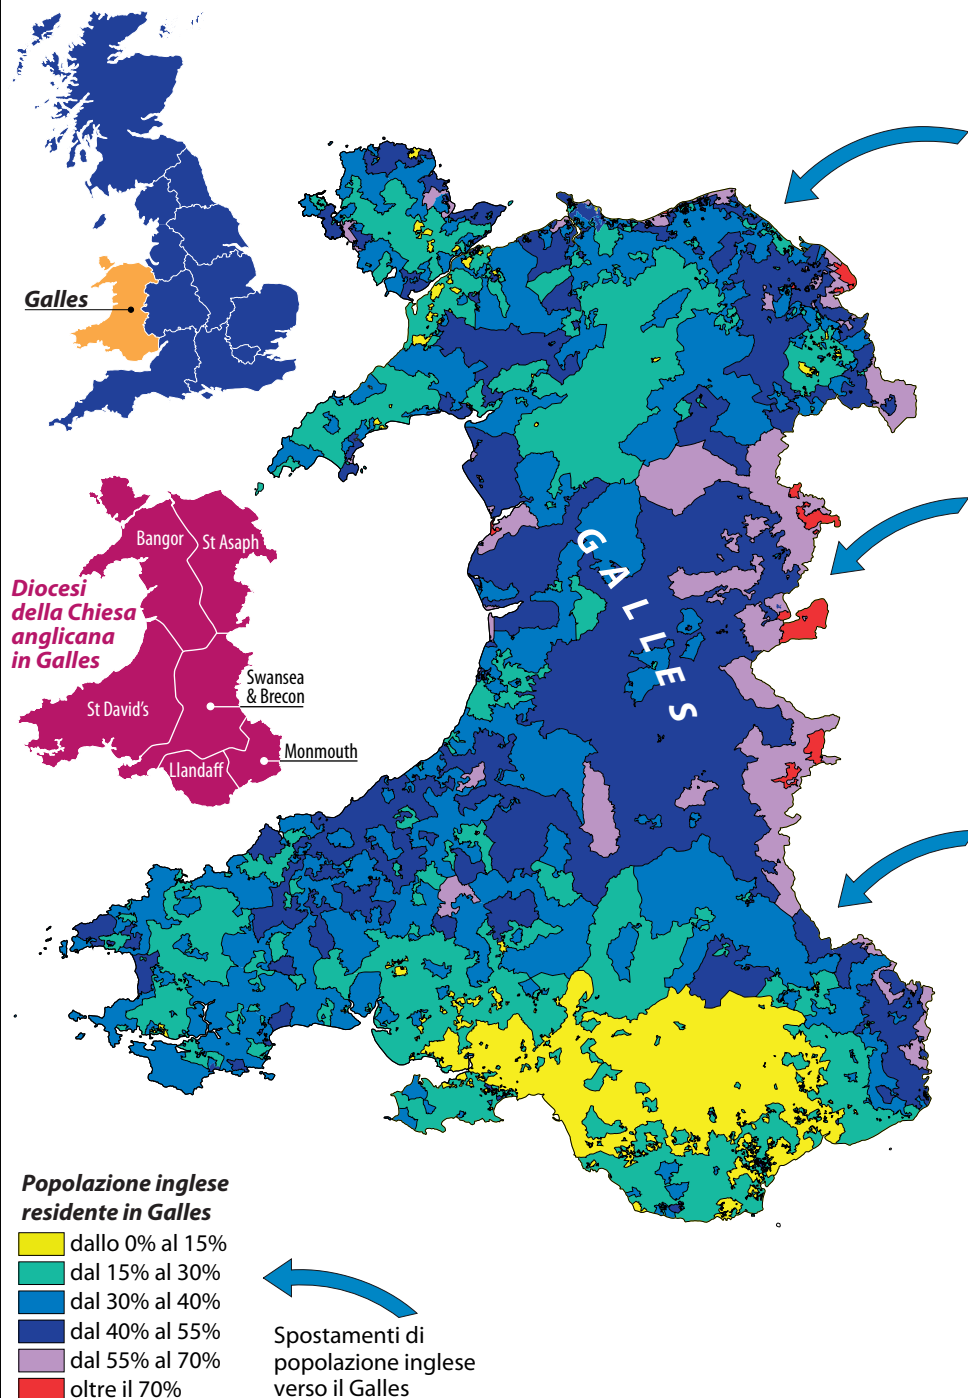 Galles
Diocesi
della Chiesa
anglicana
in Galles
Bangor
St Asaph
St David's
Swansea
& Brecon
Llandaff
Monmouth
GALLES
Popolazione inglese
residente in Galles
dallo 0% al 15%
dal 15% al 30%
dal 30% al 40%
dal 40% al 55%
dal 55% al 70%
oltre il 70%
Spostamenti di
popolazione inglese
verso il Galles